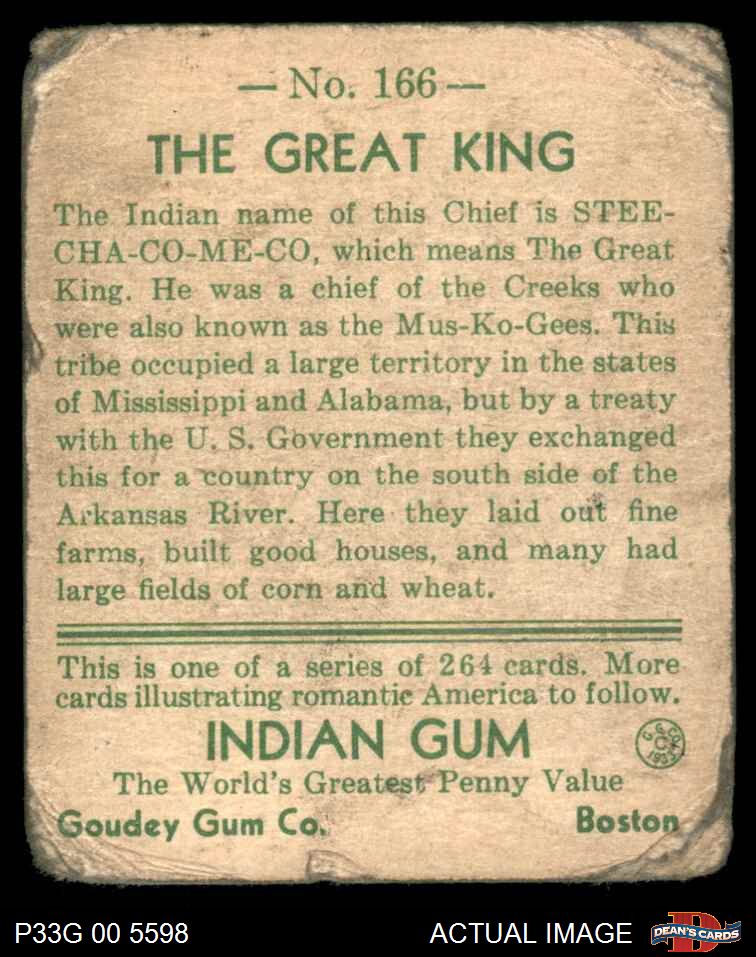 — No. 166 —
THE GREAT KING
The Indian name of this Chief is STEE-
CHA-CO-ME-CO, which means The Great
King. He was a chief of the Creeks who
were also known as the Mus-Ko-Gees. This
tribe occupied a large territory in the states
of Mississippi and Alabama, but by a treaty
with the U. S. Government they exchanged
this for a country on the south side of the
Arkansas River. Here they laid out fine
farms, built good houses, and many had
large fields of corn and wheat.
This is one of a series of 264 cards. More
cards illustrating romantic America to follow.
INDIAN GUM
G. G. CO.
C
The World's Greatest Penny Value
Goudey Gum Co. Boston
P33G 00 5598 ACTUAL IMAGE DEAN'S CARDS